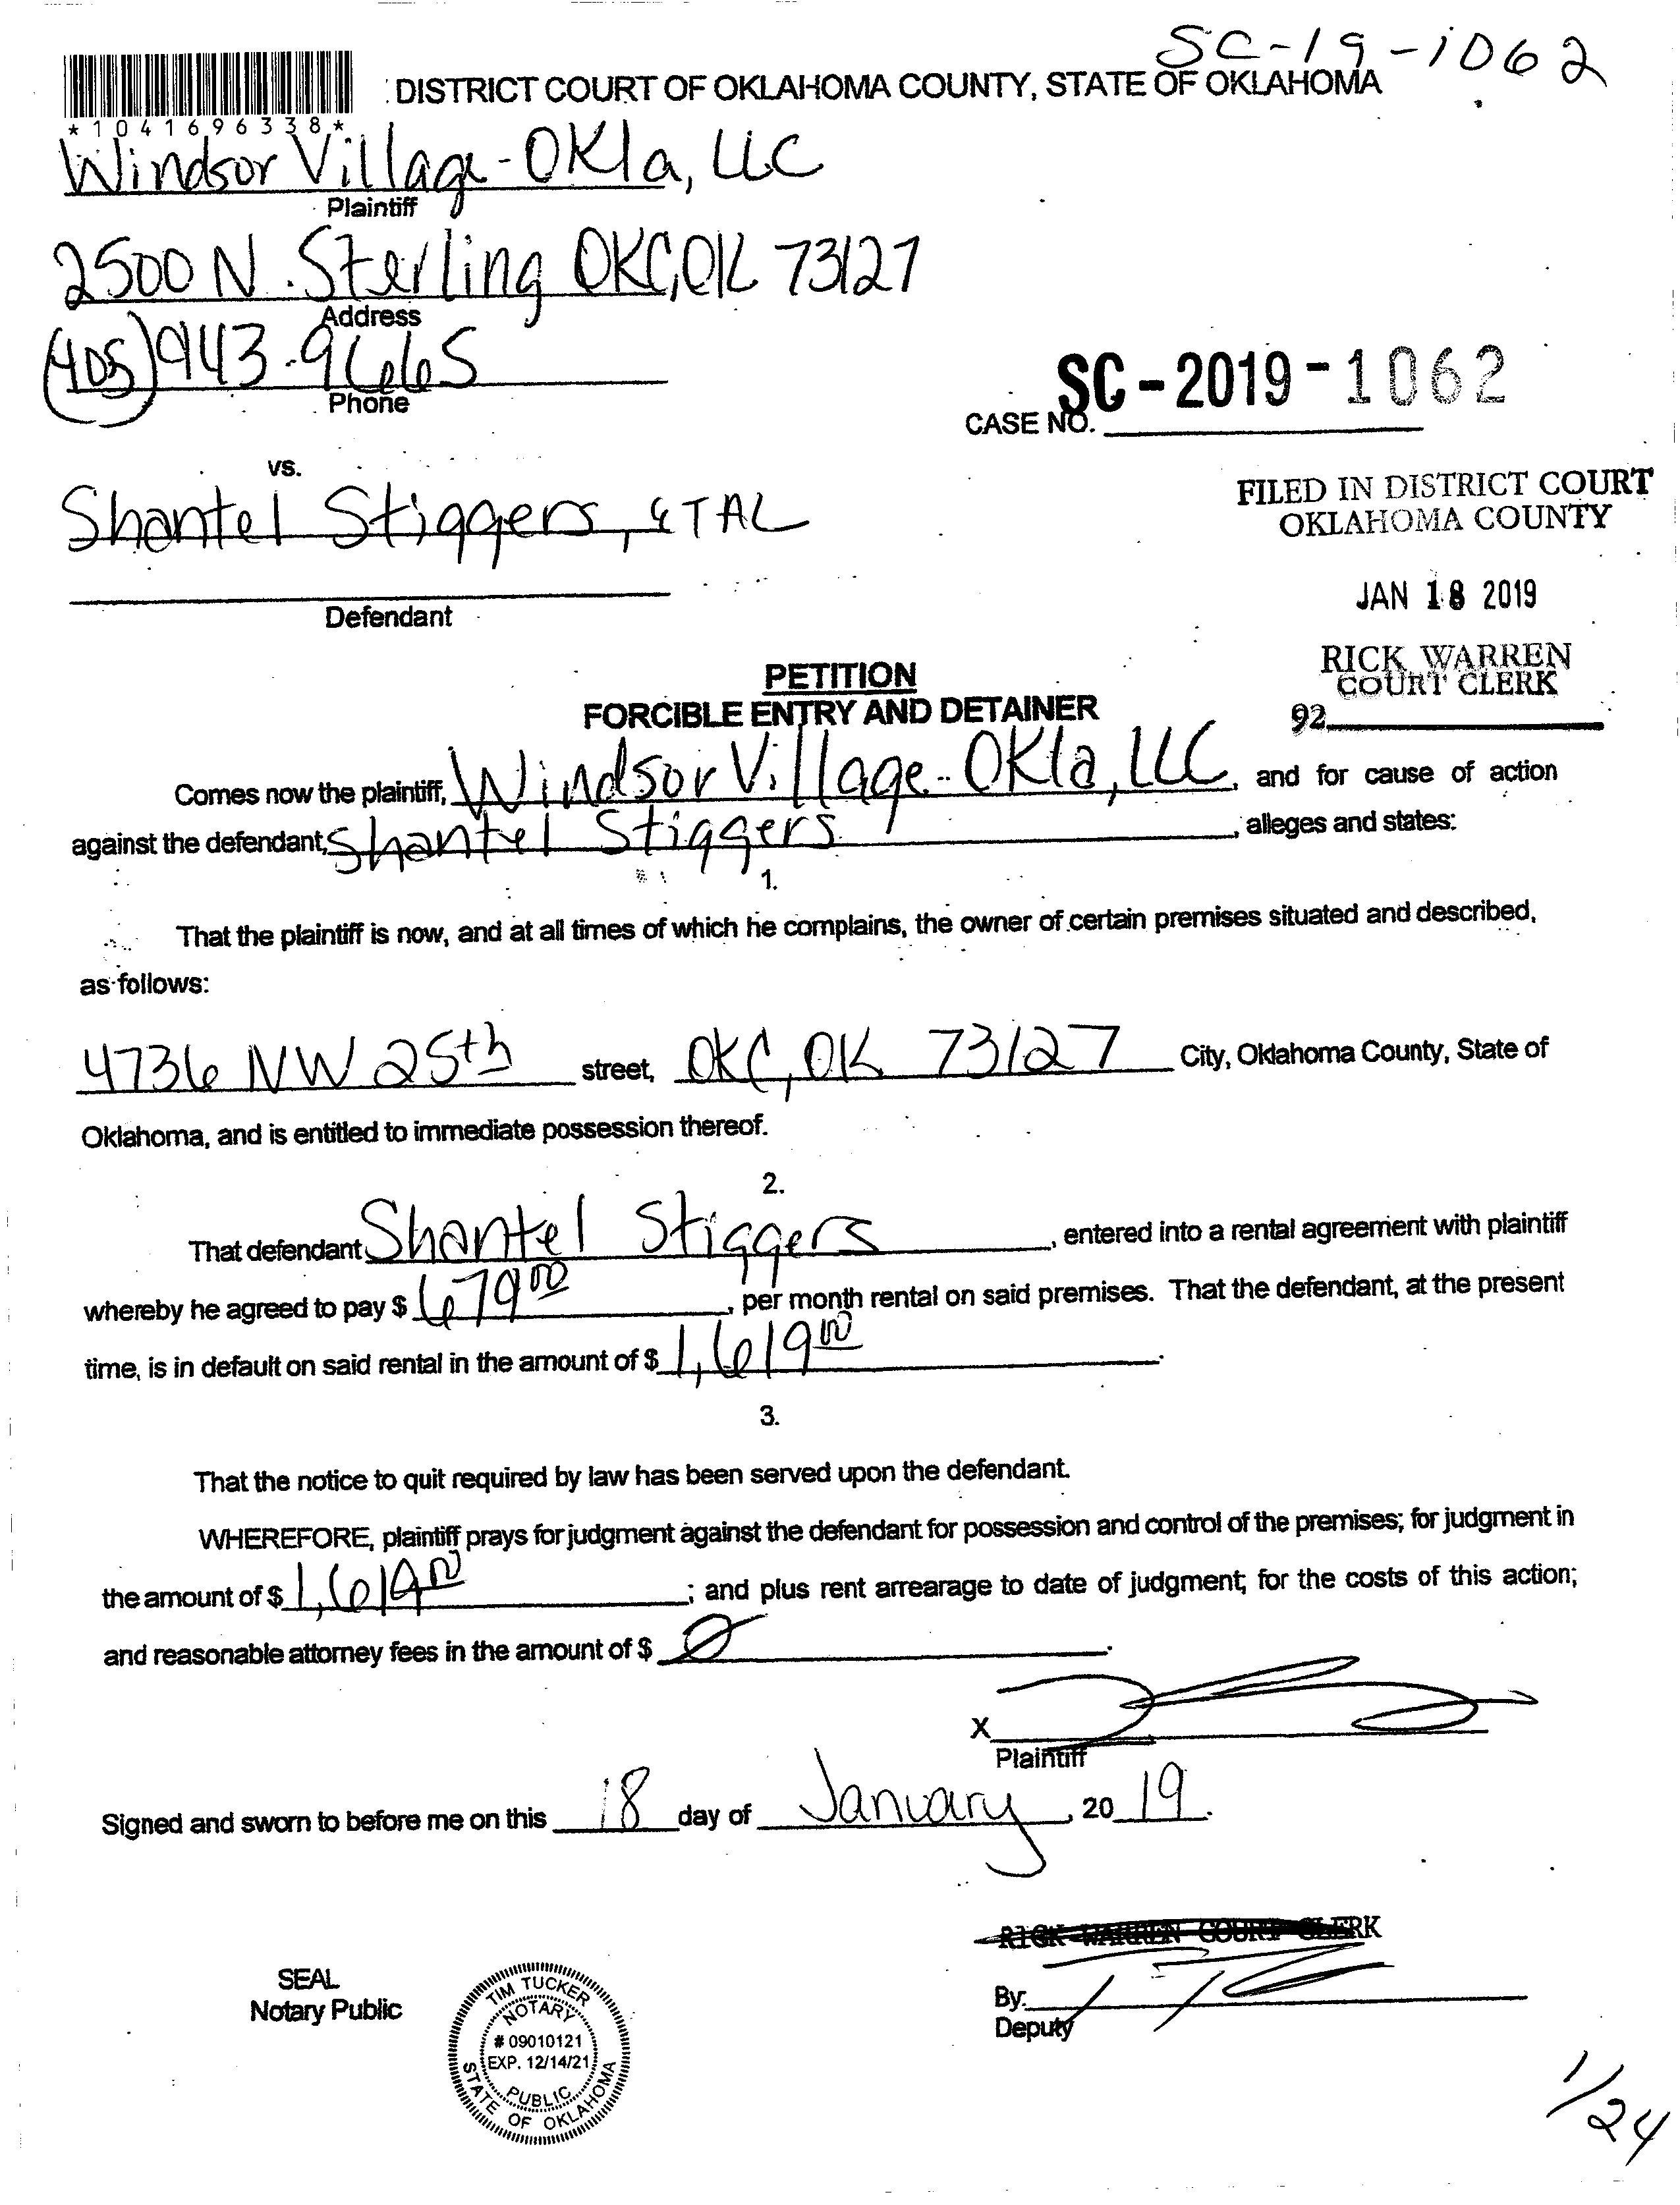 SC-19-1062
: DISTRICT COURT OF OKLAHOMA COUNTY, STATE OF OKLAHOMA
*1041696338*
Windsor Village-Okla, LLC
Plaintiff
2500 N. Sterling OKC, OK 73127
Address
(405) 943-9665
Phone
SC-2019-1062
CASE NO.
vs.
Shantel Stiggers, ETAL
Defendant
FILED IN DISTRICT COURT
OKLAHOMA COUNTY
JAN 18 2019
RICK WARREN
COURT CLERK
92
PETITION
FORCIBLE ENTRY AND DETAINER
Comes now the plaintiff, Windsor Village-Okla, LLC, and for cause of action
against the defendant, Shantel Stiggers, alleges and states:
1.
That the plaintiff is now, and at all times of which he complains, the owner of certain premises situated and described,
as follows:
4736 NW 25th street, OKC, OK 73127 City, Oklahoma County, State of
Oklahoma, and is entitled to immediate possession thereof.
2.
That defendant Shantel Stiggers, entered into a rental agreement with plaintiff
whereby he agreed to pay $ 679 00, per month rental on said premises. That the defendant, at the present
time, is in default on said rental in the amount of $ 1,619 00.
3.
That the notice to quit required by law has been served upon the defendant.
WHEREFORE, plaintiff prays for judgment against the defendant for possession and control of the premises; for judgment in
the amount of $ 1,619 00; and plus rent arrearage to date of judgment; for the costs of this action;
and reasonable attorney fees in the amount of $ Ø.
X
Plaintiff
Signed and sworn to before me on this 18 day of January, 20 19.
RICK WARREN COURT CLERK
SEAL
Notary Public
TIM TUCKER
NOTARY
# 09010121
EXP. 12/14/21
PUBLIC
STATE OF OKLAHOMA
By:
Deputy
1/24